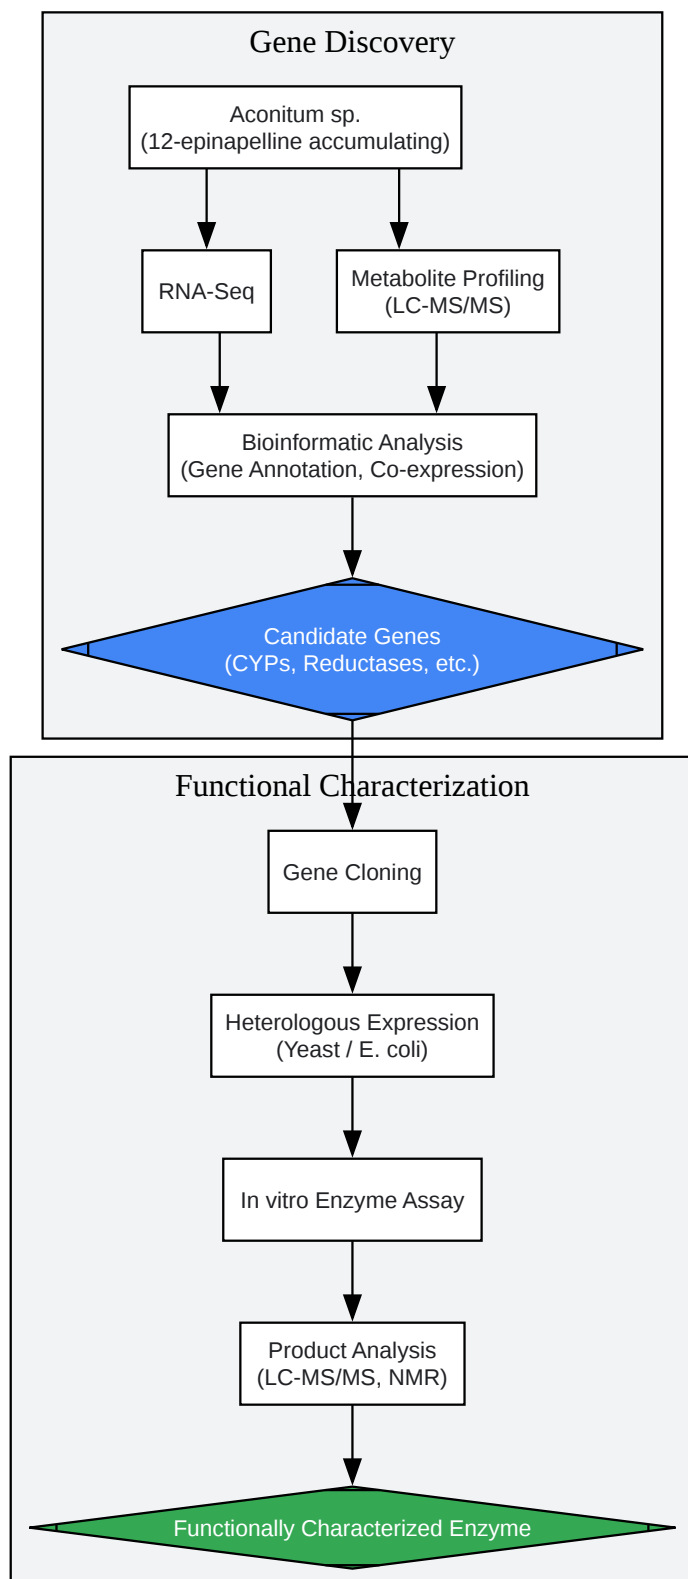 Gene Discovery
Aconitum sp.
(12-epinapelline accumulating)
RNA-Seq
Metabolite Profiling
(LC-MS/MS)
Bioinformatic Analysis
(Gene Annotation, Co-expression)
Candidate Genes
(CYPs, Reductases, etc.)
Functional Characterization
Gene Cloning
Heterologous Expression
(Yeast / E. coli)
In vitro Enzyme Assay
Product Analysis
(LC-MS/MS, NMR)
Functionally Characterized Enzyme